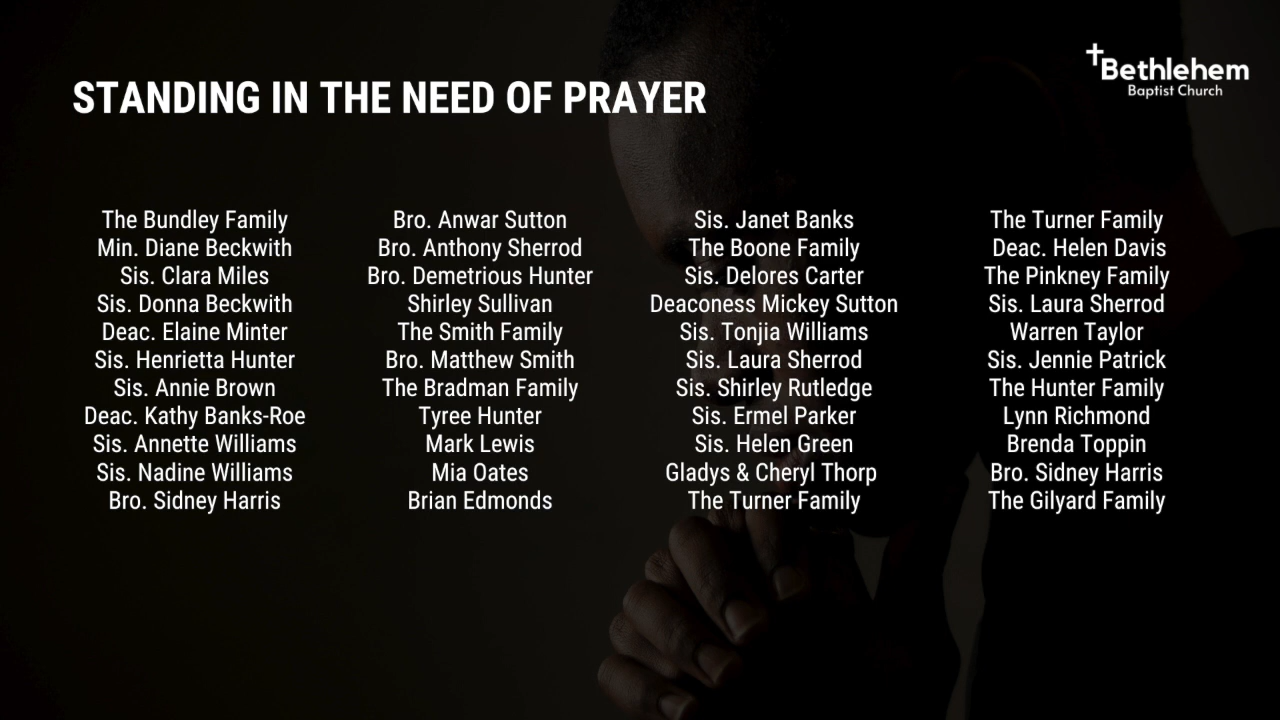 Bethlehem
Baptist Church
STANDING IN THE NEED OF PRAYER
The Bundley Family
Min. Diane Beckwith
Sis. Clara Miles
Sis. Donna Beckwith
Deac. Elaine Minter
Sis. Henrietta Hunter
Sis. Annie Brown
Deac. Kathy Banks-Roe
Sis. Annette Williams
Sis. Nadine Williams
Bro. Sidney Harris
Bro. Anwar Sutton
Bro. Anthony Sherrod
Bro. Demetrious Hunter
Shirley Sullivan
The Smith Family
Bro. Matthew Smith
The Bradman Family
Tyree Hunter
Mark Lewis
Mia Oates
Brian Edmonds
Sis. Janet Banks
The Boone Family
Sis. Delores Carter
Deaconess Mickey Sutton
Sis. Tonjia Williams
Sis. Laura Sherrod
Sis. Shirley Rutledge
Sis. Ermel Parker
Sis. Helen Green
Gladys & Cheryl Thorp
The Turner Family
The Turner Family
Deac. Helen Davis
The Pinkney Family
Sis. Laura Sherrod
Warren Taylor
Sis. Jennie Patrick
The Hunter Family
Lynn Richmond
Brenda Toppin
Bro. Sidney Harris
The Gilyard Family